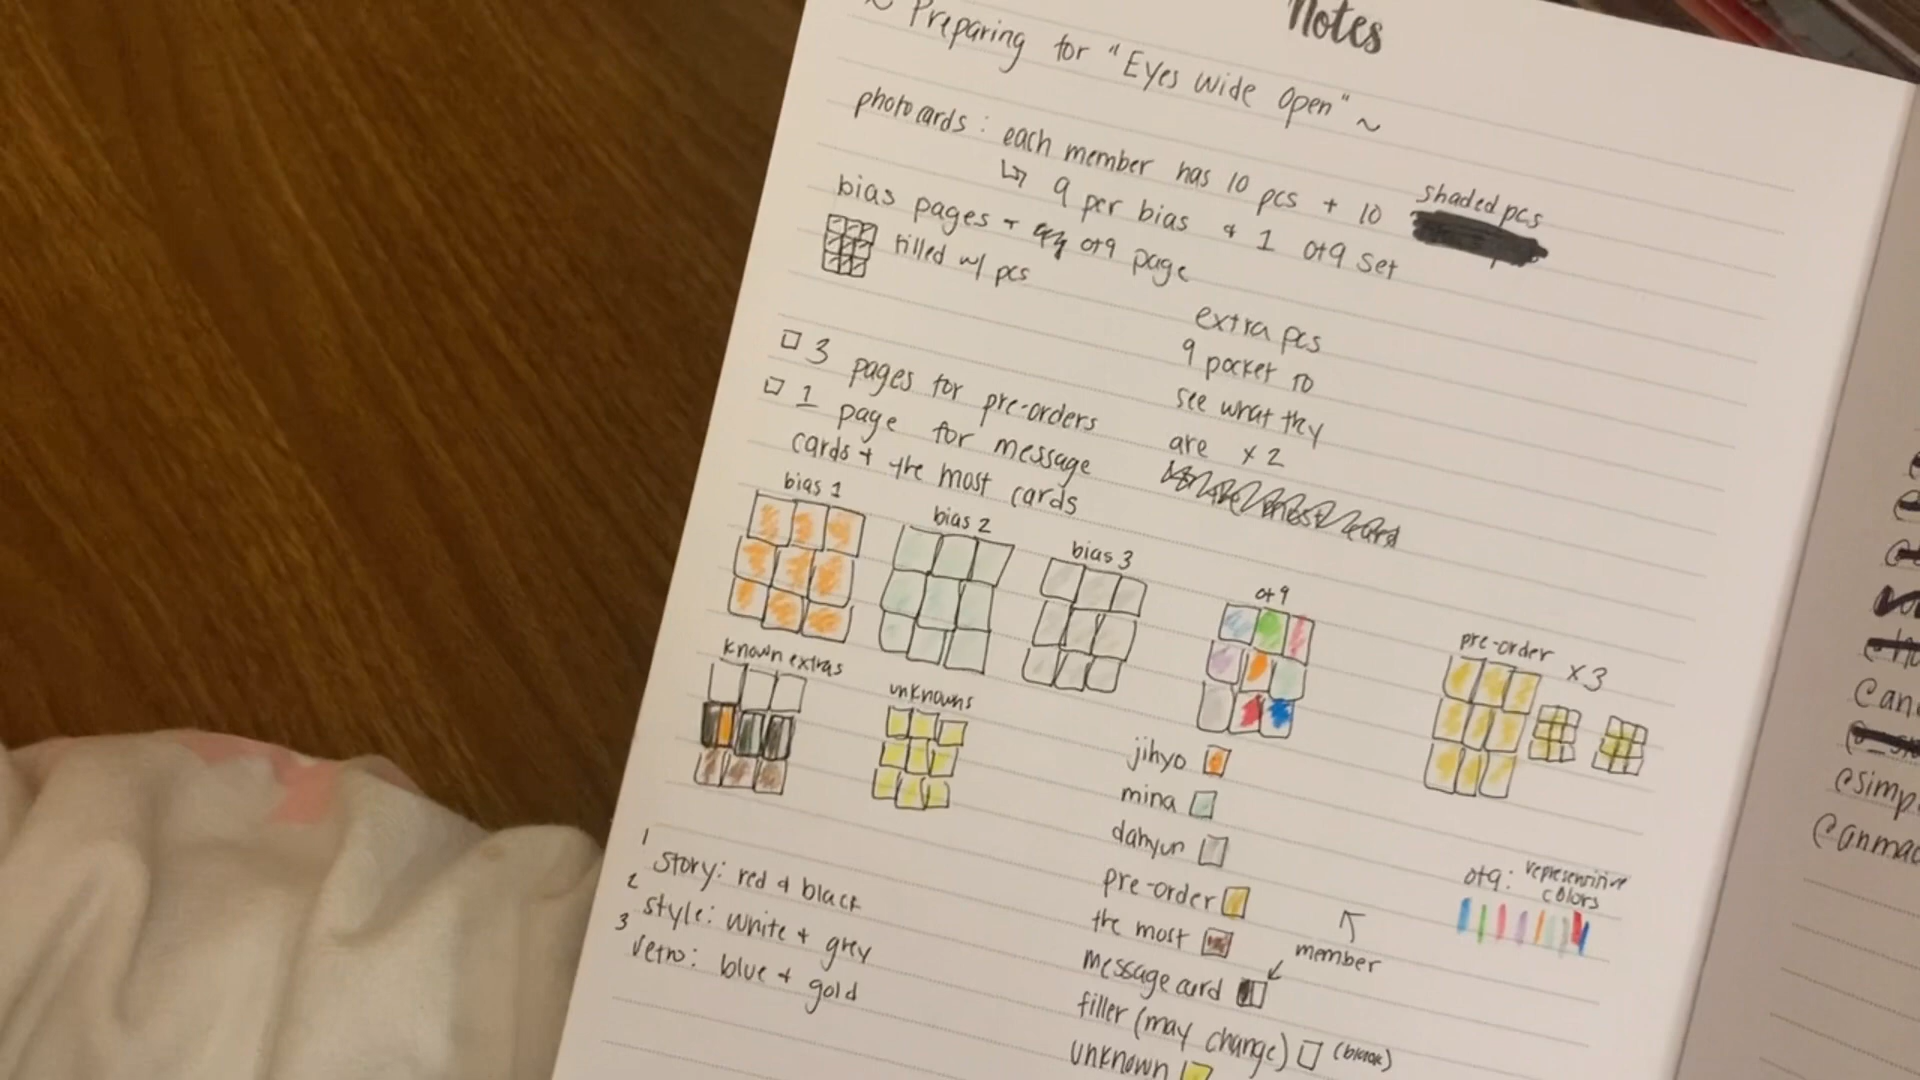 Notes
~ Preparing for "Eyes Wide Open" ~
photocards: each member has 10 pcs + 10 shaded pcs
↳ 9 per bias & 1 ot9 set
bias pages + ot9 page
filled w/ pcs
extra pcs
9 pocket to
see what they
are x2
□ 3 pages for pre-orders
□ 1 page for message
cards + the most cards
bias 1
bias 2
bias 3
ot9
pre-order x3
known extras
unknowns
jihyo
mina
dahyun
pre-order
the most
message card
member
filler (may change) (blank)
unknown
ot9: representitive
colors
1 story: red & black
2 style: white + grey
3 retro: blue + gold
@simp
@anmac